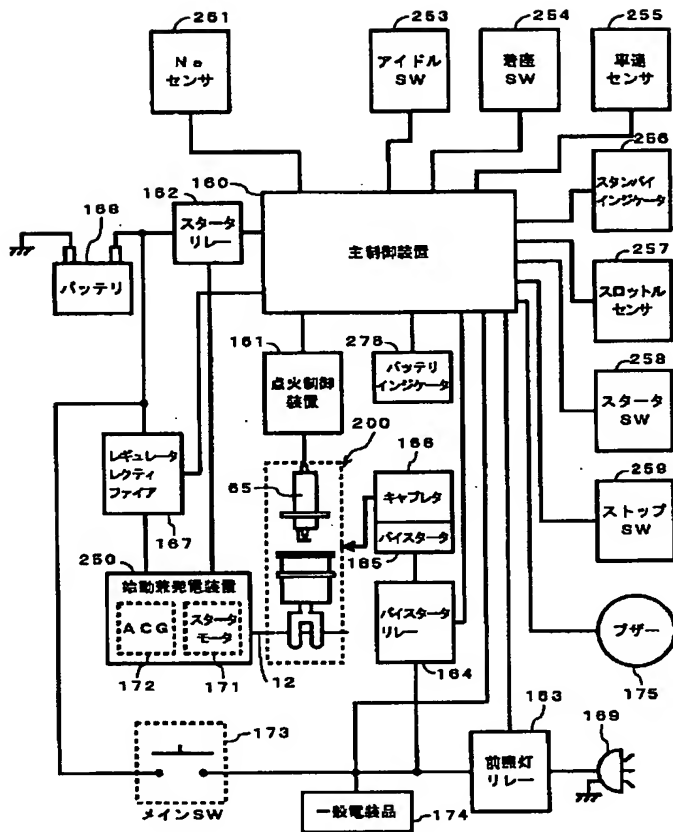 251
253
254
255
Ne
センサ
アイドル
SW
着座
SW
車速
センサ
256
スタンバイ
インジケータ
162
160
168
スタータ
リレー
主制御装置
バッテリ
257
スロットル
センサ
161
278
点火制御
装置
バッテリ
インジケータ
258
スタータ
SW
200
166
レギュレータ
レクティ
ファイア
65
キャブレタ
バイスタータ
259
ストップ
SW
167
165
250
始動兼発電装置
ACG
スタータ
モータ
バイスタータ
リレー
ブザー
172
171
12
164
175
173
163
169
前照灯
リレー
メインSW
一般電装品
174